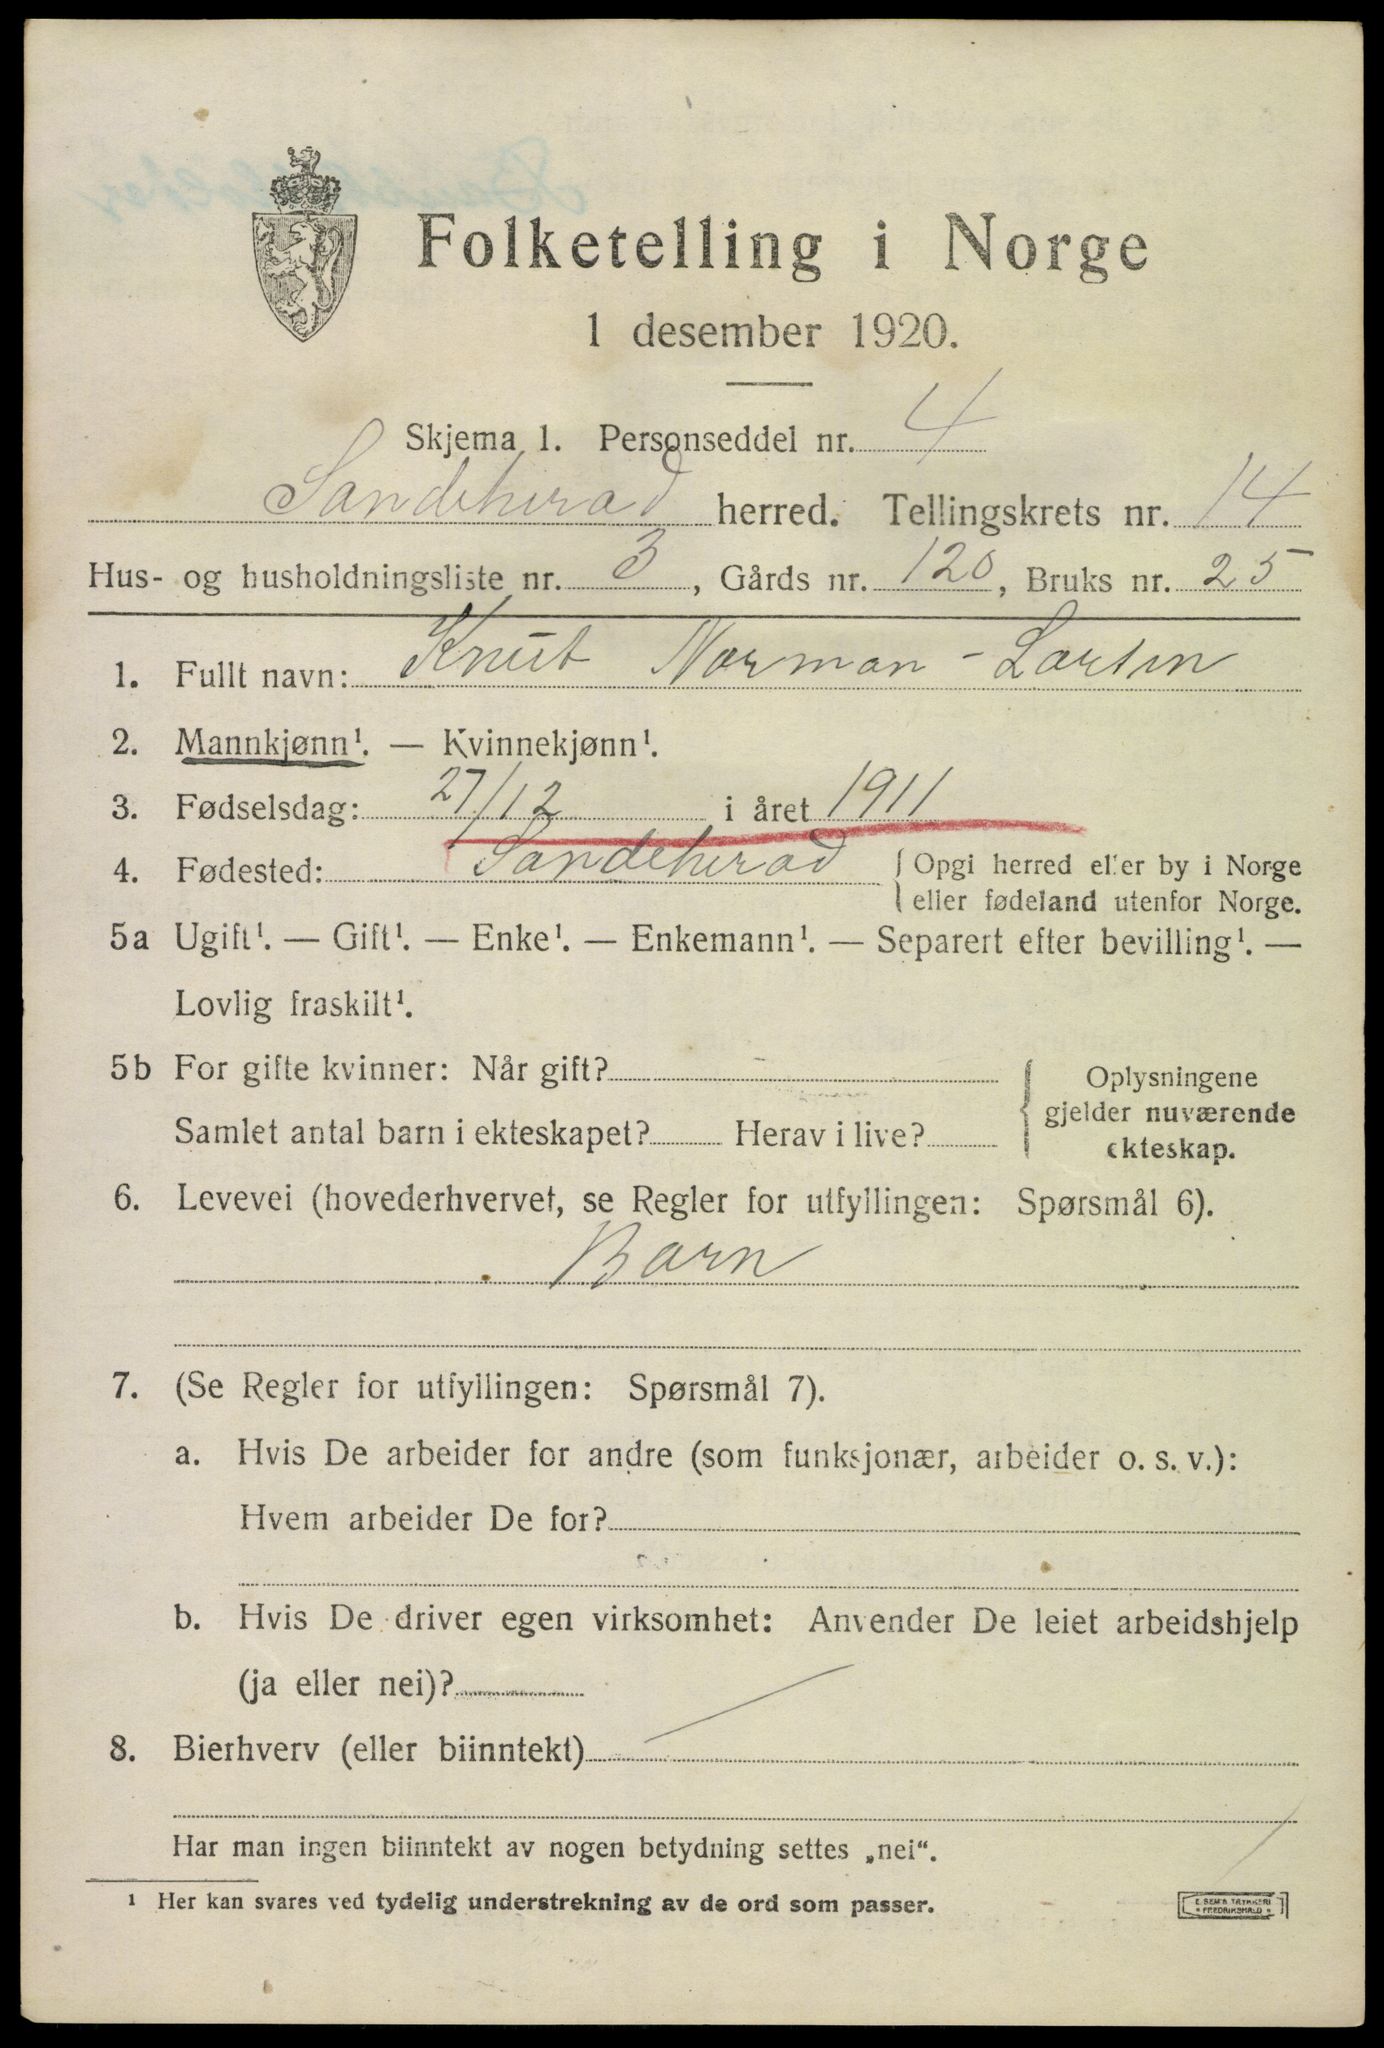 Folketelling i Norge
1 desember 1920.
Skjema 1. Personseddel nr. 4
Sandeherad herred. Tellingskrets nr. 14
Hus- og husholdningsliste nr. 3, Gårds nr. 120, Bruks nr. 25
1. Fullt navn: Knut Norman - Larsen
2. Mannkjønn¹. — Kvinnekjønn¹.
3. Fødselsdag: 27/12 i året 1911
4. Fødested: Sandeherad { Opgi herred eller by i Norge
eller fødeland utenfor Norge.
5a Ugift¹. — Gift¹. — Enke¹. — Enkemann¹. — Separert efter bevilling¹. —
Lovlig fraskilt¹.
5b For gifte kvinner: Når gift?
Samlet antal barn i ekteskapet? Herav i live?
{ Oplysningene
gjelder nuværende
ekteskap.
6. Levevei (hovederhvervet, se Regler for utfyllingen: Spørsmål 6).
Barn
7. (Se Regler for utfyllingen: Spørsmål 7).
a. Hvis De arbeider for andre (som funksjonær, arbeider o. s. v.):
Hvem arbeider De for?
b. Hvis De driver egen virksomhet: Anvender De leiet arbeidshjelp
(ja eller nei)?
8. Bierhverv (eller biinntekt)
Har man ingen biinntekt av nogen betydning settes „nei“.
¹ Her kan svares ved tydelig understrekning av de ord som passer.
E. SEM'S TRYKKERI
* FREDRIKSHALD *